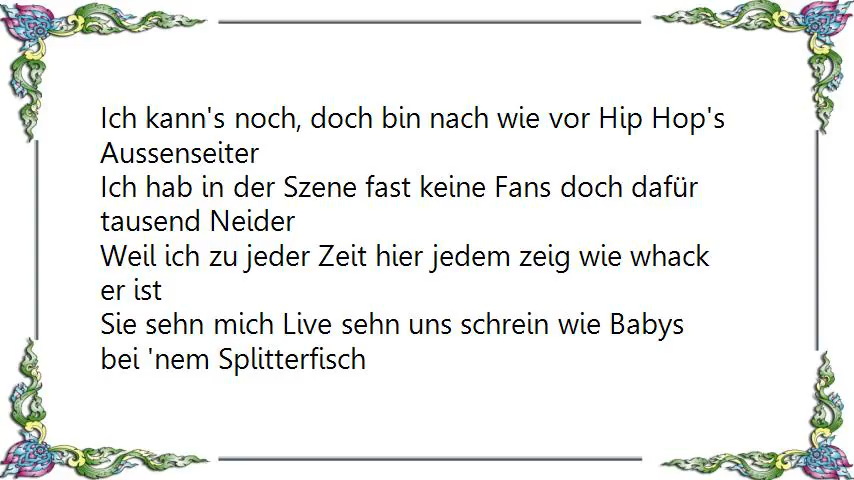 Ich kann's noch, doch bin nach wie vor Hip Hop's
Aussenseiter
Ich hab in der Szene fast keine Fans doch dafür
tausend Neider
Weil ich zu jeder Zeit hier jedem zeig wie whack
er ist
Sie sehn mich Live sehn uns schrein wie Babys
bei 'nem Splitterfisch